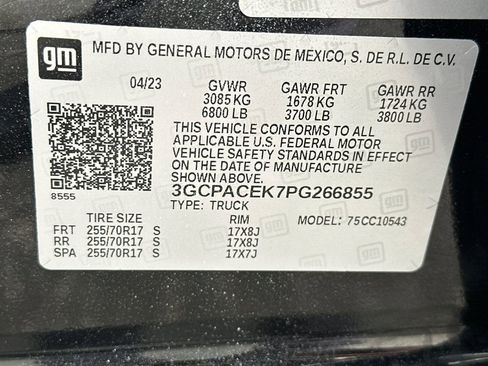 gm
MFD BY GENERAL MOTORS DE MEXICO, S. DE R.L. DE C.V.
04/23 GVWR GAWR FRT GAWR RR
3085 KG 1678 KG 1724 KG
6800 LB 3700 LB 3800 LB
THIS VEHICLE CONFORMS TO ALL
APPLICABLE U.S. FEDERAL MOTOR
VEHICLE SAFETY STANDARDS IN EFFECT
ON THE DATE OF MANUFACTURE
SHOWN ABOVE.
8555 3GCPACEK7PG266855
TYPE: TRUCK MODEL: 75CC10543
TIRE SIZE RIM
FRT 255/70R17 S 17X8J
RR 255/70R17 S 17X8J
SPA 255/70R17 S 17X7J